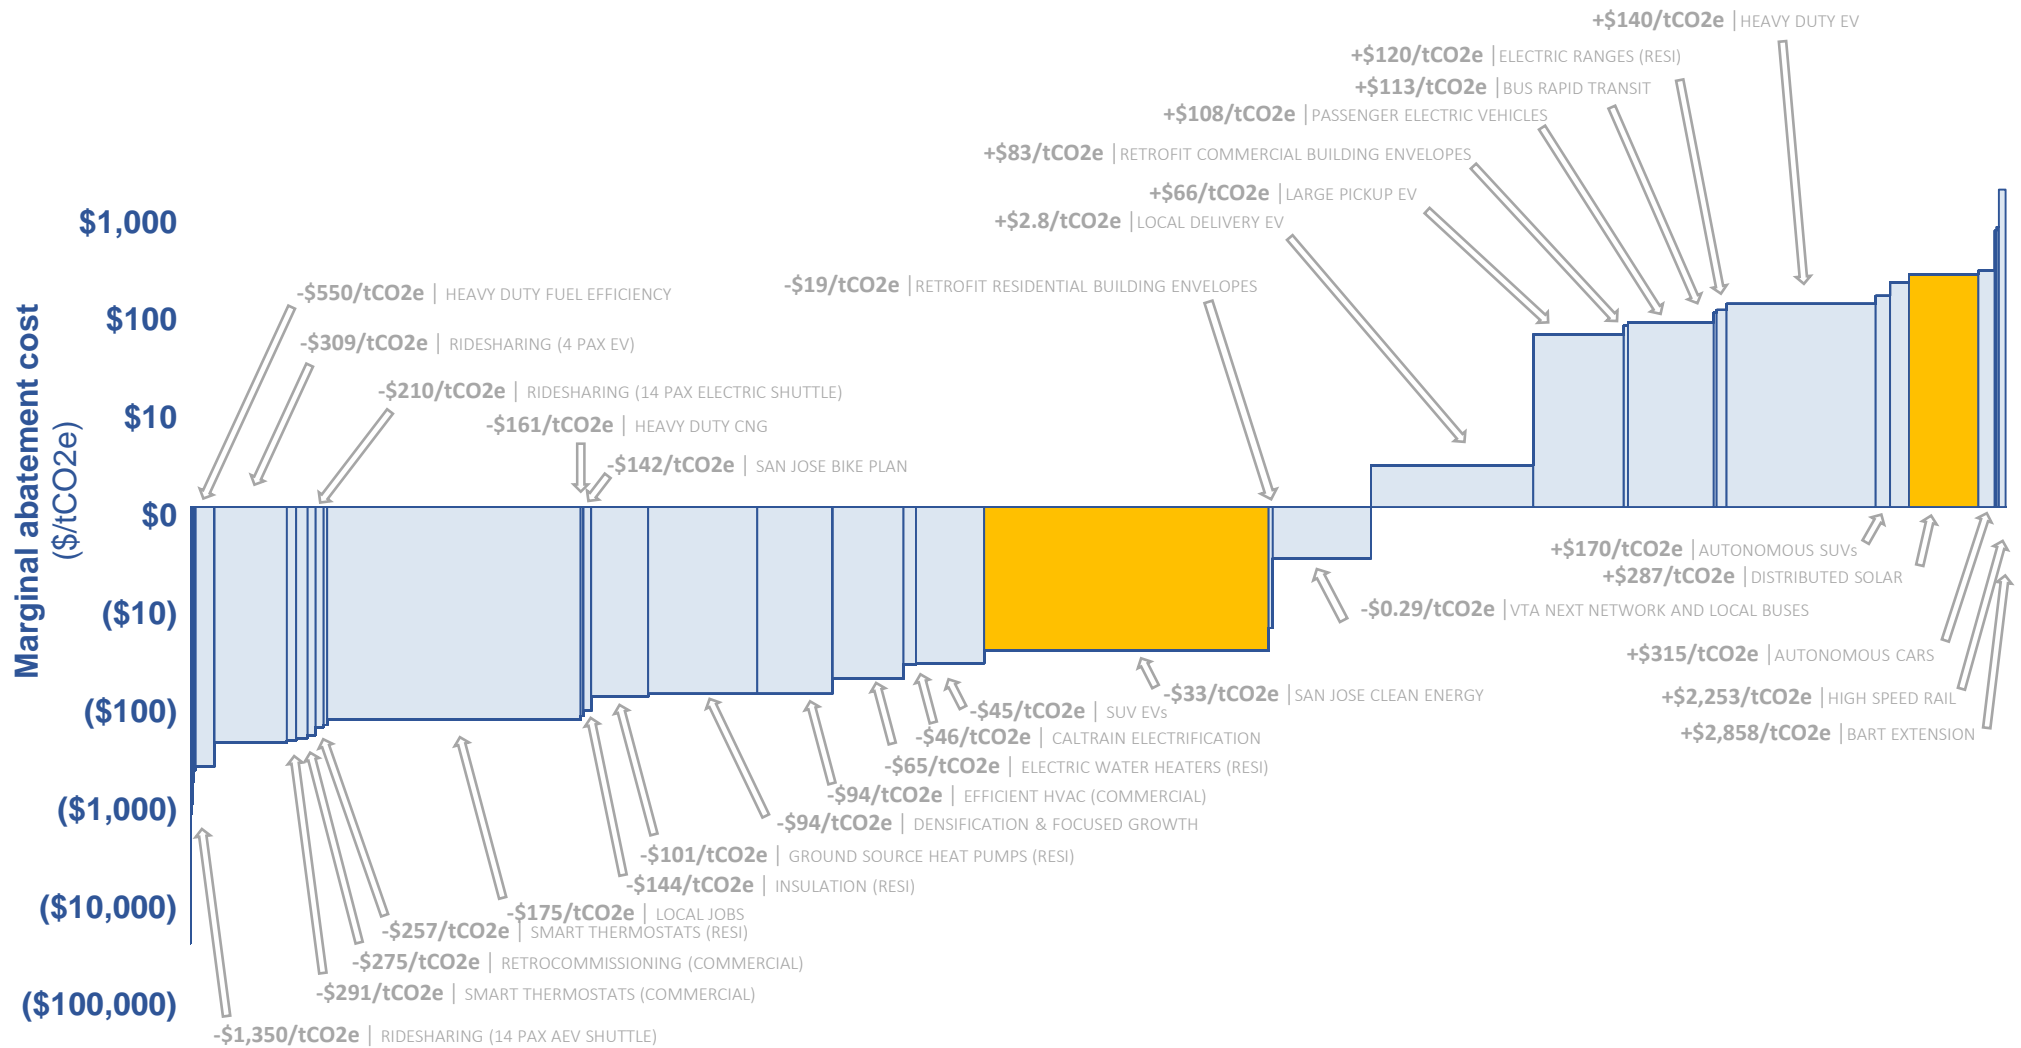 +$140/tCO2e | HEAVY DUTY EV
+$120/tCO2e | ELECTRIC RANGES (RESI)
+$113/tCO2e | BUS RAPID TRANSIT
+$108/tCO2e | PASSENGER ELECTRIC VEHICLES
+$83/tCO2e | RETROFIT COMMERCIAL BUILDING ENVELOPES
+$66/tCO2e | LARGE PICKUP EV
+$2.8/tCO2e | LOCAL DELIVERY EV
-$19/tCO2e | RETROFIT RESIDENTIAL BUILDING ENVELOPES
-$550/tCO2e | HEAVY DUTY FUEL EFFICIENCY
-$309/tCO2e | RIDESHARING (4 PAX EV)
-$210/tCO2e | RIDESHARING (14 PAX ELECTRIC SHUTTLE)
-$161/tCO2e | HEAVY DUTY CNG
-$142/tCO2e | SAN JOSE BIKE PLAN
Marginal abatement cost
($/tCO2e)
$1,000
$100
$10
$0
($10)
($100)
($1,000)
($10,000)
($100,000)
+$170/tCO2e | AUTONOMOUS SUVs
+$287/tCO2e | DISTRIBUTED SOLAR
-$0.29/tCO2e | VTA NEXT NETWORK AND LOCAL BUSES
+$315/tCO2e | AUTONOMOUS CARS
+$2,253/tCO2e | HIGH SPEED RAIL
+$2,858/tCO2e | BART EXTENSION
-$33/tCO2e | SAN JOSE CLEAN ENERGY
-$45/tCO2e | SUV EVs
-$46/tCO2e | CALTRAIN ELECTRIFICATION
-$65/tCO2e | ELECTRIC WATER HEATERS (RESI)
-$94/tCO2e | EFFICIENT HVAC (COMMERCIAL)
-$94/tCO2e | DENSIFICATION & FOCUSED GROWTH
-$101/tCO2e | GROUND SOURCE HEAT PUMPS (RESI)
-$144/tCO2e | INSULATION (RESI)
-$175/tCO2e | LOCAL JOBS
-$257/tCO2e | SMART THERMOSTATS (RESI)
-$275/tCO2e | RETROCOMMISSIONING (COMMERCIAL)
-$291/tCO2e | SMART THERMOSTATS (COMMERCIAL)
-$1,350/tCO2e | RIDESHARING (14 PAX AEV SHUTTLE)